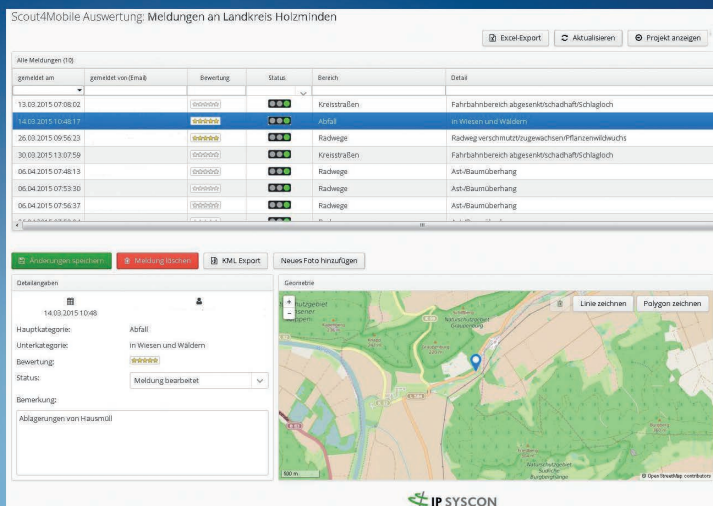 Scout4Mobile Auswertung: Meldungen an Landkreis Holzminden
Excel-Export Aktualisieren Projekt anzeigen
Alle Meldungen (10)
gemeldet am gemeldet von (Email) Bewertung Status Bereich Detail
13.03.2015 07:08:02 Kreisstraßen Fahrbahnbereich abgesenkt/schadhaft/Schlagloch
14.03.2015 10:48:17 Abfall in Wiesen und Wäldern
26.03.2015 09:56:23 Radwege Radweg verschmutzt/zugewachsen/Pflanzenwildwuchs
30.03.2015 13:07:59 Kreisstraßen Fahrbahnbereich abgesenkt/schadhaft/Schlagloch
06.04.2015 07:48:13 Radwege Ast-/Baumüberhang
06.04.2015 07:53:30 Radwege Ast-/Baumüberhang
06.04.2015 07:56:37 Radwege Ast-/Baumüberhang
Änderungen speichern Meldung löschen KML Export Neues Foto hinzufügen
Detailangaben
14.03.2015 10:48
Hauptkategorie: Abfall
Unterkategorie: in Wiesen und Wäldern
Bewertung:
Status: Meldung bearbeitet
Bemerkung:
Ablagerungen von Hausmüll
Geometrie
+
-
Linie zeichnen Polygon zeichnen
Naturschutzgebiet
Naturschutzgebiet
Südliche
Burgberghänge
500 m
© OpenStreetMap contributors
IP SYSCON